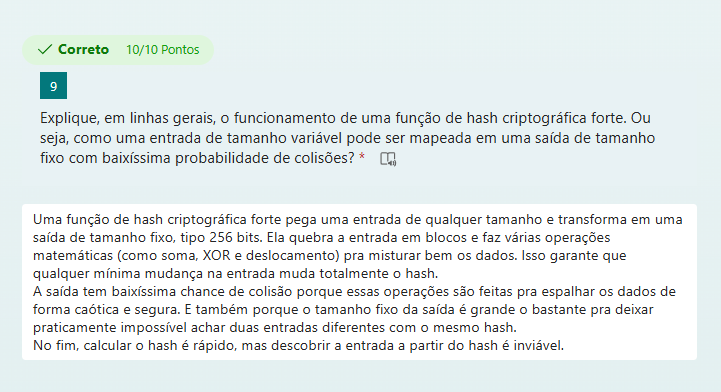 Correto 10/10 Pontos
9
Explique, em linhas gerais, o funcionamento de uma função de hash criptográfica forte. Ou
seja, como uma entrada de tamanho variável pode ser mapeada em uma saída de tamanho
fixo com baixíssima probabilidade de colisões? *
Uma função de hash criptográfica forte pega uma entrada de qualquer tamanho e transforma em uma
saída de tamanho fixo, tipo 256 bits. Ela quebra a entrada em blocos e faz várias operações
matemáticas (como soma, XOR e deslocamento) pra misturar bem os dados. Isso garante que
qualquer mínima mudança na entrada muda totalmente o hash.
A saída tem baixíssima chance de colisão porque essas operações são feitas pra espalhar os dados de
forma caótica e segura. E também porque o tamanho fixo da saída é grande o bastante pra deixar
praticamente impossível achar duas entradas diferentes com o mesmo hash.
No fim, calcular o hash é rápido, mas descobrir a entrada a partir do hash é inviável.